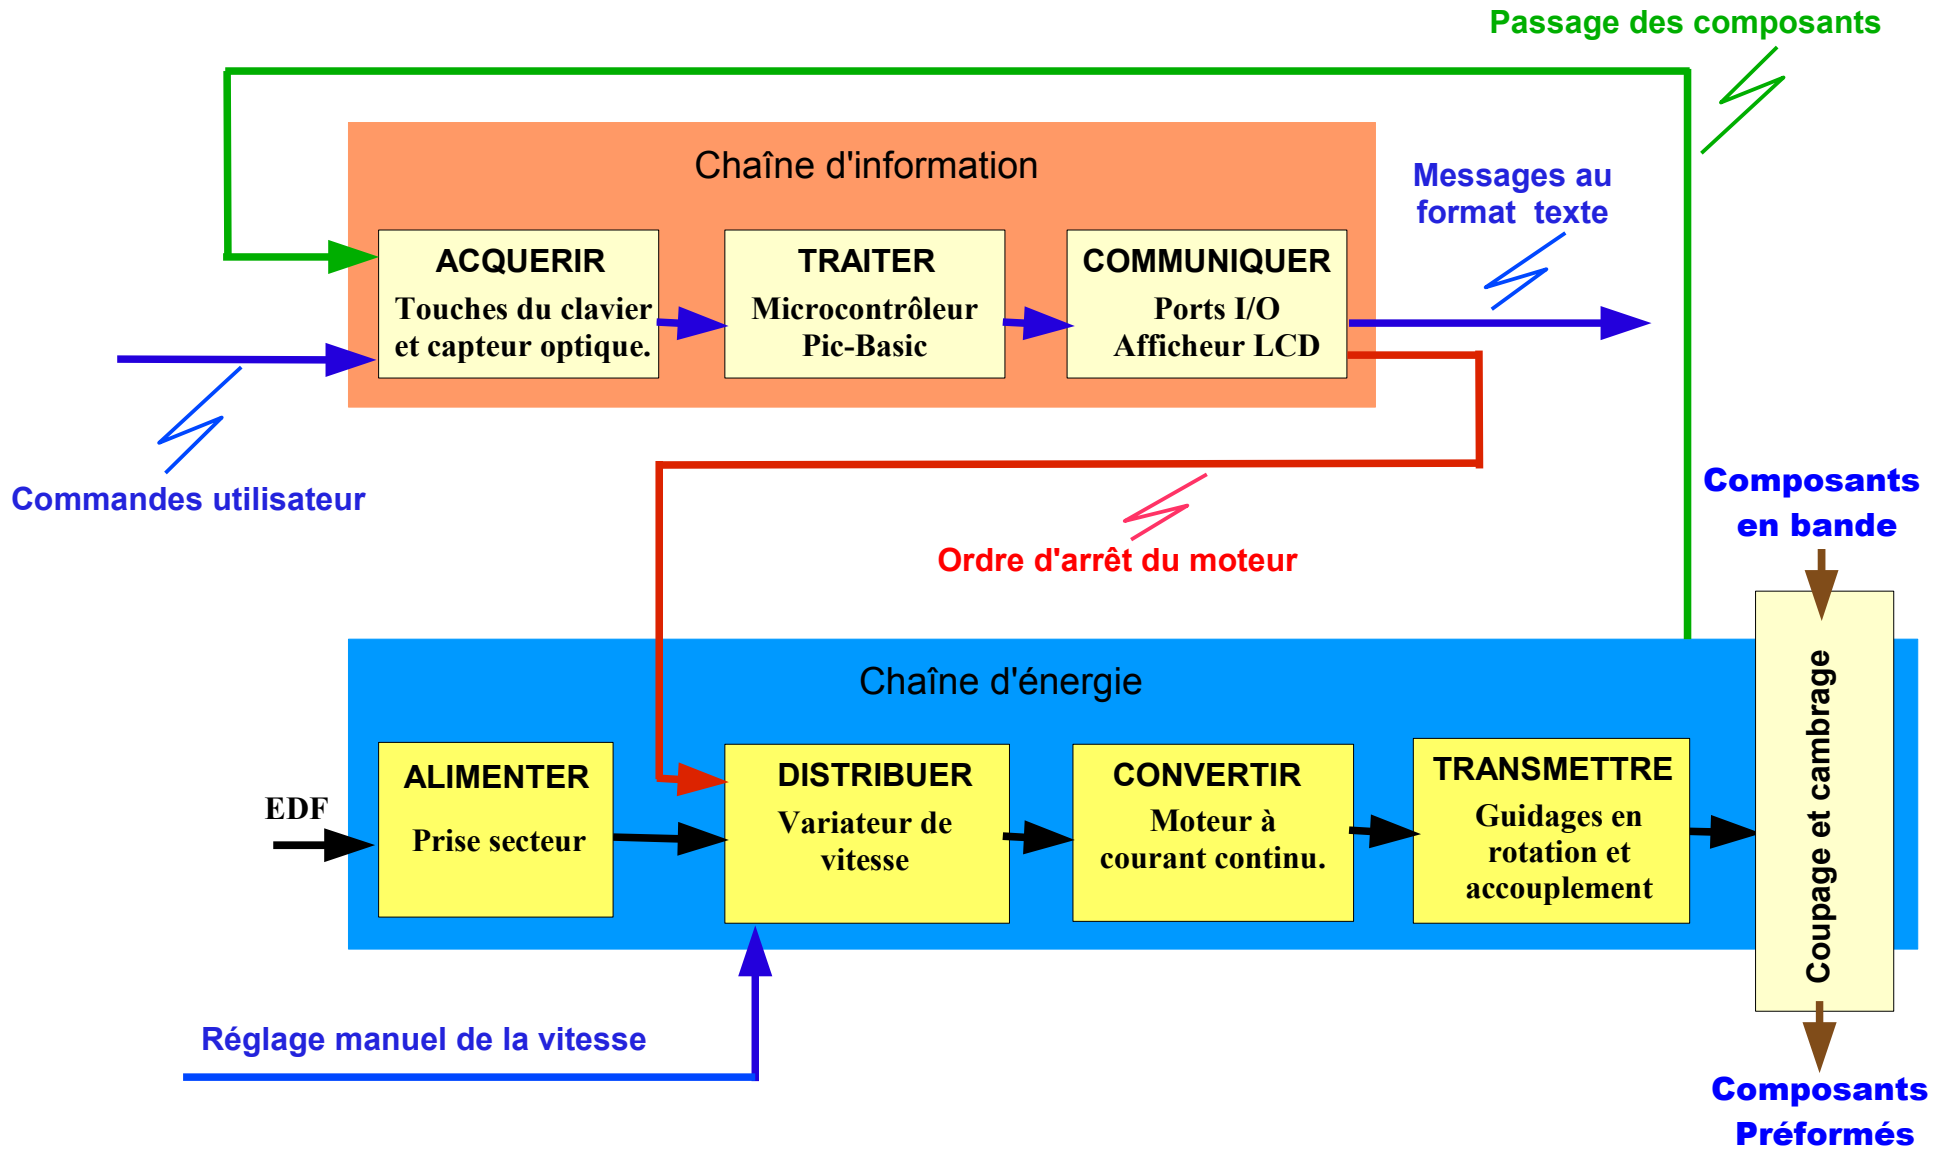 Passage des composants
Chaîne d'information
Messages au
format texte
ACQUERIR
Touches du clavier
et capteur optique.
TRAITER
Microcontrôleur
Pic-Basic
COMMUNIQUER
Ports I/O
Afficheur LCD
Commandes utilisateur
Ordre d'arrêt du moteur
Composants
en bande
Chaîne d'énergie
EDF
ALIMENTER
Prise secteur
DISTRIBUER
Variateur de
vitesse
CONVERTIR
Moteur à
courant continu.
TRANSMETTRE
Guidages en
rotation et
accouplement
Coupage et cambrage
Réglage manuel de la vitesse
Composants
Préformés